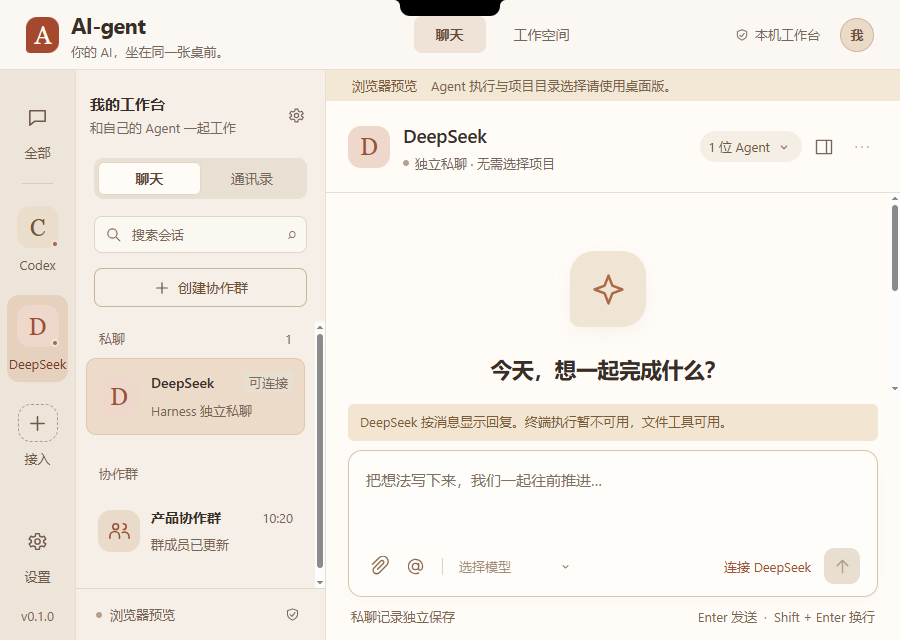 A
AI-gent
你的 AI，坐在同一张桌前。
聊天
工作空间
本机工作台
我
全部
C
Codex
D
DeepSeek
接入
设置
v0.1.0
我的工作台
和自己的 Agent 一起工作
聊天
通讯录
搜索会话
创建协作群
私聊
1
D
DeepSeek
可连接
Harness 独立私聊
协作群
产品协作群
10:20
群成员已更新
浏览器预览
浏览器预览 Agent 执行与项目目录选择请使用桌面版。
D
DeepSeek
独立私聊 · 无需选择项目
1 位 Agent
今天，想一起完成什么？
DeepSeek 按消息显示回复。终端执行暂不可用，文件工具可用。
把想法写下来，我们一起往前推进...
@
选择模型
连接 DeepSeek
私聊记录独立保存
Enter 发送 · Shift + Enter 换行